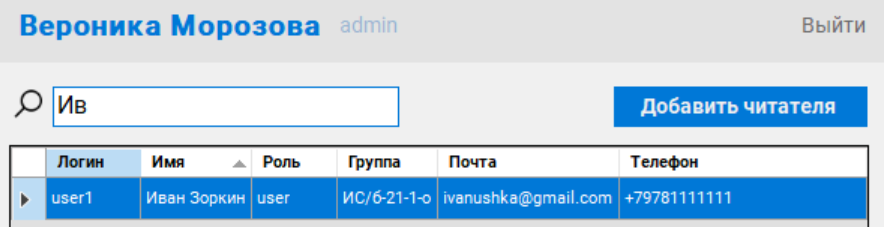 Вероника Морозова admin Выйти
Ив Добавить читателя
Логин Имя Роль Группа Почта Телефон
user1 Иван Зоркин user ИС/б-21-1-о ivanushka@gmail.com +79781111111